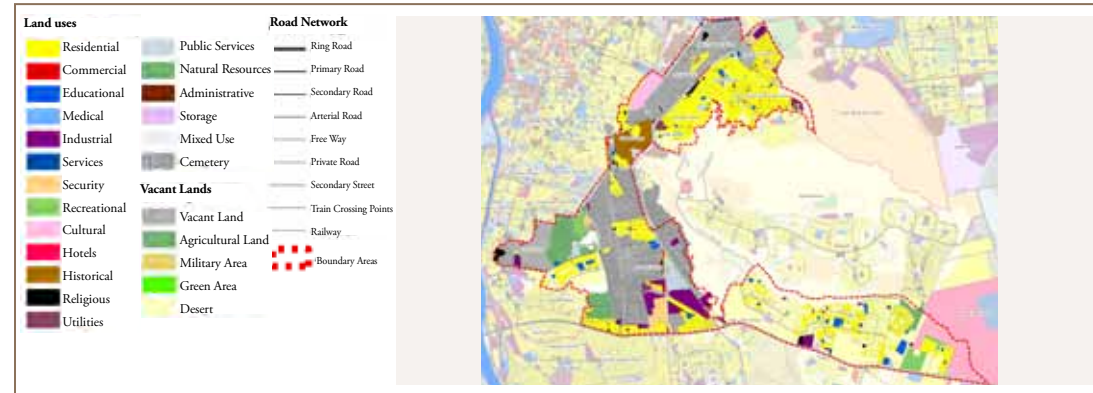 Land uses
Residential
Commercial
Educational
Medical
Industrial
Services
Security
Recreational
Cultural
Hotels
Historical
Religious
Utilities
Public Services
Natural Resources
Administrative
Storage
Mixed Use
Cemetery
Vacant Lands
Vacant Land
Agricultural Land
Military Area
Green Area
Desert
Road Network
Ring Road
Primary Road
Secondary Road
Arterial Road
Free Way
Private Road
Secondary Street
Train Crossing Points
Railway
Boundary Areas